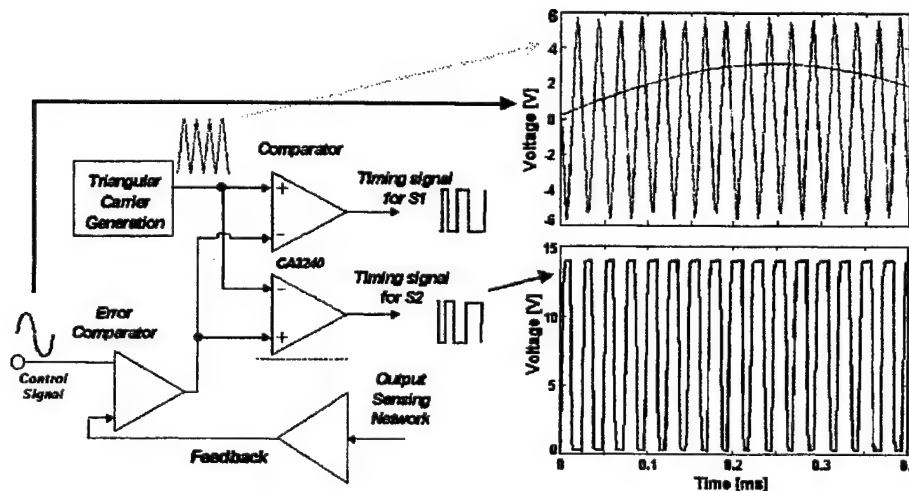 Triangular
Carrier
Generation
Comparator
+
−
Timing signal
for S1
CA3240
−
+
Timing signal
for S2
Error
Comparator
Control
Signal
Output
Sensing
Network
Feedback
Voltage [V]
6
4
2
0
-2
-4
-6
Voltage [V]
15
10
5
0
0
0.1
0.2
0.3
Time [ms]